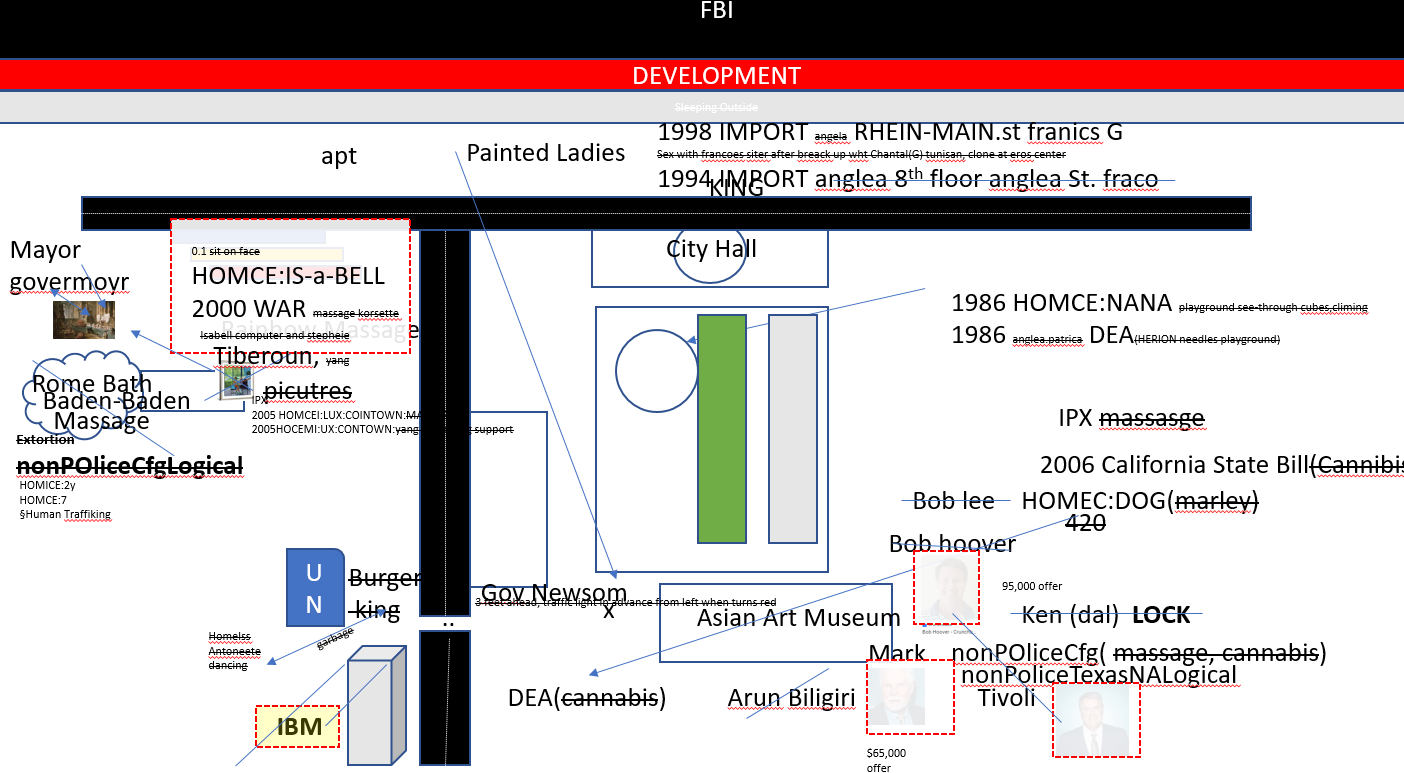 FBI
DEVELOPMENT
Sleeping Outside
1998 IMPORT angela RHEIN-MAIN.st franics G
Sex with francoes siter after breack up wht Chantal(G) tunisan, clone at eros center
1994 IMPORT anglea 8th floor anglea St. fraco
KING
apt
Painted Ladies
Mayor
govermoyr
0.1 sit on face
HOMCE:IS-a-BELL
2000 WAR massage korsette
Rainbow Massage
Isabell computer and stepheie
Tiberoun, yang
picutres
IPX
2005 HOMCEI:LUX:COINTOWN:
2005HOCEMI:UX:CONTOWN:yang support
City Hall
1986 HOMCE:NANA playground see-through cubes,climing
1986 anglea.patrica DEA(HERION needles playground)
Rome Bath
Baden-Baden
Massage
Extortion
nonPOliceCfgLogical
HOMICE:2y
HOMCE:7
§Human Traffiking
IPX massasge
2006 California State Bill(Cannibis
Bob lee HOMEC:DOG(marley)
420
Bob hoover
95,000 offer
Bob Hoover - Crunchb...
Ken (dal) LOCK
U
N
Burger
king
garbage
Homelss
Antoneete
dancing
IBM
Gov Newsom
3 feet ahead, traffic light in advance from left when turns red
x
..
Asian Art Museum
Mark
nonPOliceCfg( massage, cannabis)
nonPoliceTexasNALogical
Tivoli
DEA(cannabis)
Arun Biligiri
$65,000
offer